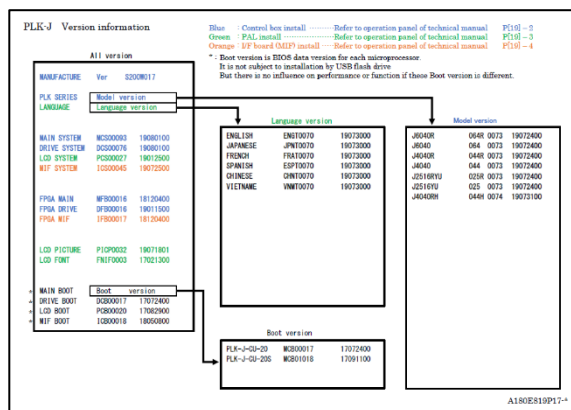 PLK-J Version information
Blue : Control box install ―――― Refer to operation panel of technical manual P[19]-2
Green : PAL install ―――― Refer to operation panel of technical manual P[19]-3
Orange : I/F board (MIF) install ―――― Refer to operation panel of technical manual P[19]-4
* : Boot version is BIOS data version for each microprocessor.
It is not subject to installation by USB flash drive
But there is no influence on performance or function if these Boot version is different.
All version
MANUFACTURE Ver S200M017
PLK SERIES Model version
LANGUAGE Language version
MAIN SYSTEM MCS00093 19080100
DRIVE SYSTEM DCS00076 19080100
LCD SYSTEM PCS00027 19012500
MIF SYSTEM ICS00045 19072500
FPGA MAIN MFB00016 18120400
FPGA DRIVE DFB00016 19011500
FPGA MIF IFB00017 18120400
LCD PICTURE PICP0032 19071901
LCD FONT FNIF0003 17021300
* MAIN BOOT Boot version
* DRIVE BOOT DCB00017 17072400
* LCD BOOT PCB00020 17082900
* MIF BOOT ICB00018 18050800
Language version
ENGLISH ENGT0070 19073000
JAPANESE JPNT0070 19073000
FRENCH FRAT0070 19073000
SPANISH ESPT0070 19073000
CHINESE CHNT0070 19073000
VIETNAME VNMT0070 19073000
Model version
J6040R 064R 0073 19072400
J6040 064 0073 19072400
J4040R 044R 0073 19072400
J4040 044 0073 19072400
J2516RYU 025R 0073 19072400
J2516YU 025 0073 19072400
J4040RH 044H 0074 19073100
Boot version
PLK-J-CU-20 MCB00017 17072400
PLK-J-CU-20S MCB01018 17091100
A180E819P17-A